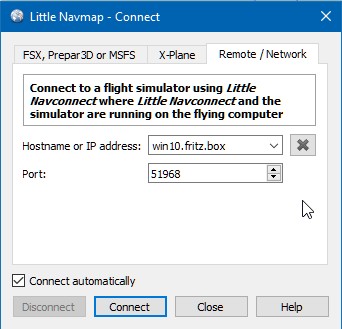 Little Navmap - Connect
FSX, Prepar3D or MSFS X-Plane Remote / Network
Connect to a flight simulator using Little
Navconnect where Little Navconnect and the
simulator are running on the flying computer
Hostname or IP address: win10.fritz.box
Port: 51968
Connect automatically
Disconnect Connect Close Help